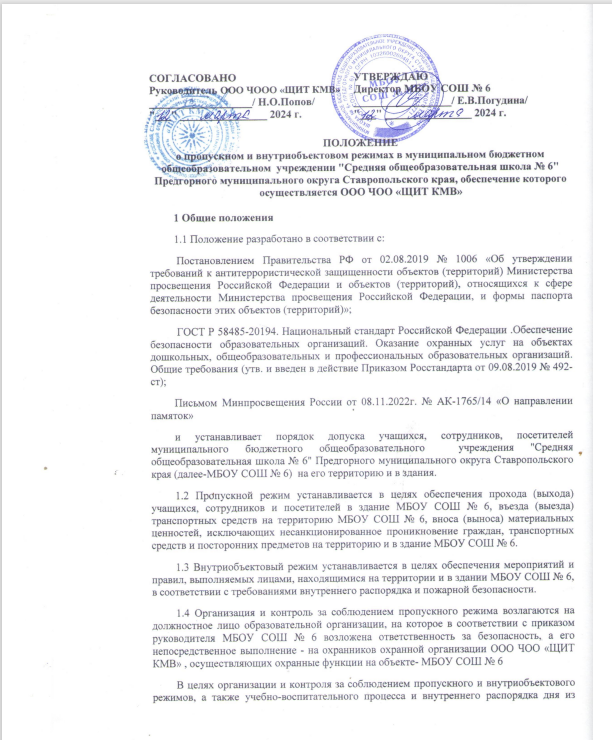 СОГЛАСОВАНО УТВЕРЖДАЮ
Руководитель ООО ЧООО «ЩИТ КМВ» Директор МБОУ СОШ № 6
/ Н.О.Попов/ / Е.В.Погудина/
марта 2024 г. марта 2024 г.
МБОУ
СОШ
ПОЛОЖЕНИЕ
о пропускном и внутриобъектовом режимах в муниципальном бюджетном
общеобразовательном учреждении "Средняя общеобразовательная школа № 6"
Предгорного муниципального округа Ставропольского края, обеспечение которого
осуществляется ООО ЧОО «ЩИТ КМВ»
1 Общие положения
1.1 Положение разработано в соответствии с:
Постановлением Правительства РФ от 02.08.2019 № 1006 «Об утверждении
требований к антитеррористической защищенности объектов (территорий) Министерства
просвещения Российской Федерации и объектов (территорий), относящихся к сфере
деятельности Министерства просвещения Российской Федерации, и формы паспорта
безопасности этих объектов (территорий)»;
ГОСТ Р 58485-20194. Национальный стандарт Российской Федерации .Обеспечение
безопасности образовательных организаций. Оказание охранных услуг на объектах
дошкольных, общеобразовательных и профессиональных образовательных организаций.
Общие требования (утв. и введен в действие Приказом Росстандарта от 09.08.2019 № 492-
ст);
Письмом Минпросвещения России от 08.11.2022г. № АК-1765/14 «О направлении
памяток»
и устанавливает порядок допуска учащихся, сотрудников, посетителей
муниципального бюджетного общеобразовательного учреждения "Средняя
общеобразовательная школа № 6" Предгорного муниципального округа Ставропольского
края (далее-МБОУ СОШ № 6) на его территорию и в здания.
1.2 Пропускной режим устанавливается в целях обеспечения прохода (выхода)
учащихся, сотрудников и посетителей в здание МБОУ СОШ № 6, въезда (выезда)
транспортных средств на территорию МБОУ СОШ № 6, вноса (выноса) материальных
ценностей, исключающих несанкционированное проникновение граждан, транспортных
средств и посторонних предметов на территорию и в здание МБОУ СОШ № 6.
1.3 Внутриобъектовый режим устанавливается в целях обеспечения мероприятий и
правил, выполняемых лицами, находящимися на территории и в здании МБОУ СОШ № 6,
в соответствии с требованиями внутреннего распорядка и пожарной безопасности.
1.4 Организация и контроль за соблюдением пропускного режима возлагаются на
должностное лицо образовательной организации, на которое в соответствии с приказом
руководителя МБОУ СОШ № 6 возложена ответственность за безопасность, а его
непосредственное выполнение - на охранников охранной организации ООО ЧОО «ЩИТ
КМВ» , осуществляющих охранные функции на объекте- МБОУ СОШ № 6
В целях организации и контроля за соблюдением пропускного и внутриобъектового
режимов, а также учебно-воспитательного процесса и внутреннего распорядка дня из